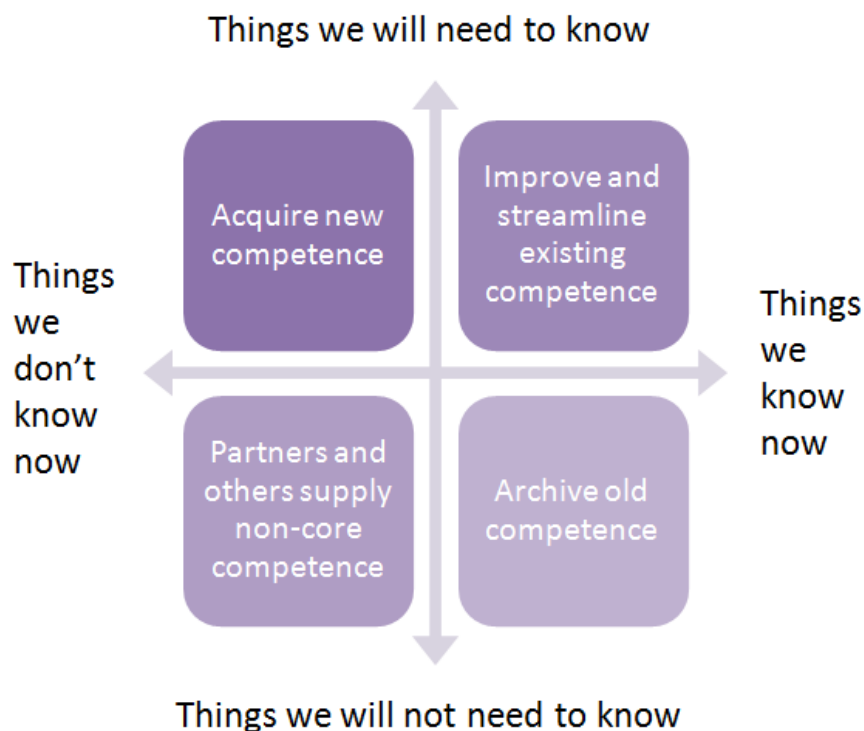 Things we will need to know
Acquire new
competence
Improve and
streamline
existing
competence
Things
we
don't
know
now
Things
we
know
now
Partners and
others supply
non-core
competence
Archive old
competence
Things we will not need to know